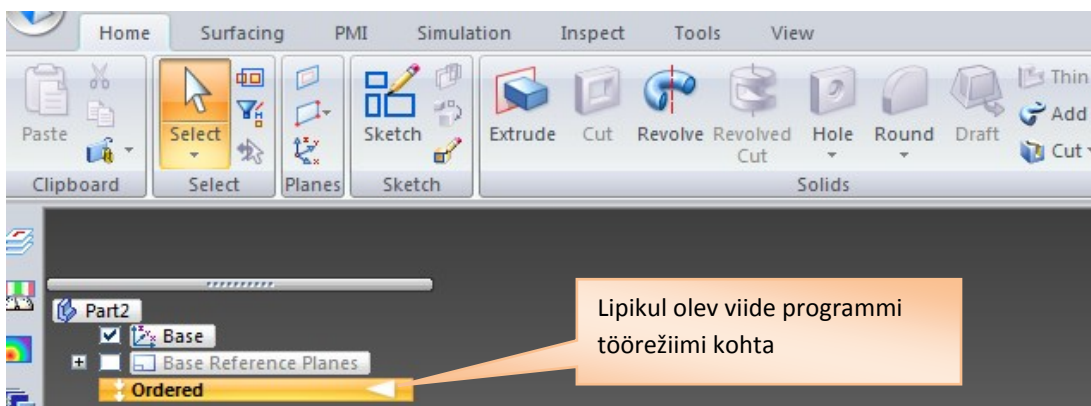 Home Surfacing PMI Simulation Inspect Tools View
Paste Select Sketch Extrude Cut Revolve Revolved Cut Hole Round Draft Thin
Add
Cut
Clipboard Select Planes Sketch Solids
Part2
Base
Base Reference Planes
Ordered
Lipikul olev viide programmi
töörežiimi kohta